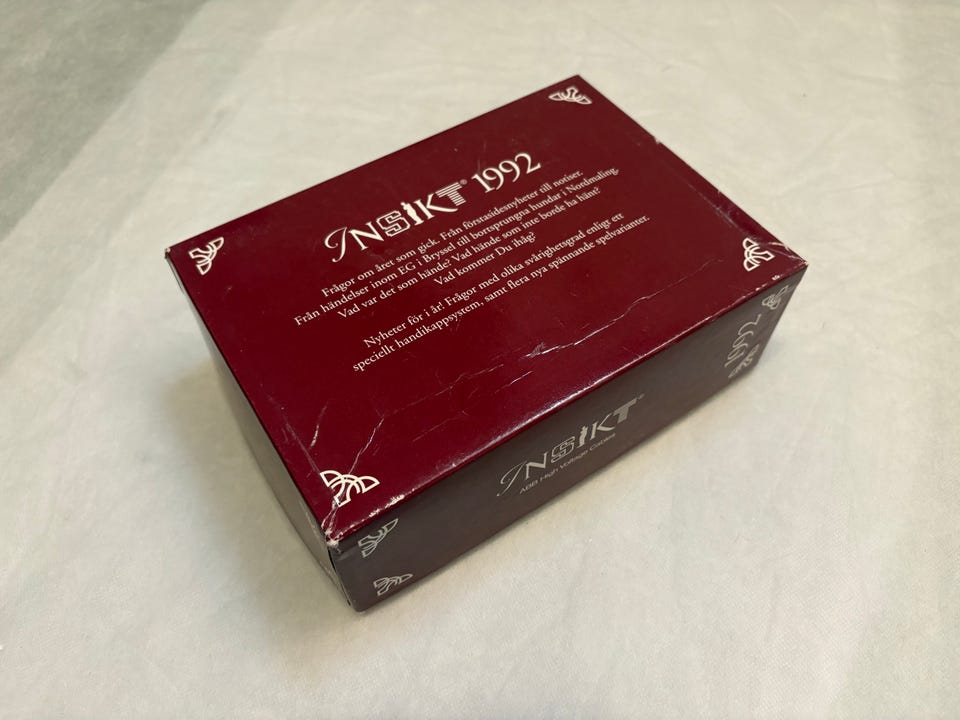 INSIKT® 1992
Frågor om året som gick. Från förstasidesnyheter till notiser.
Från händelser inom EG i Bryssel till bortsprungna hundar i Nordmaling.
Vad var det som hände? Vad hände som inte borde ha hänt?
Vad kommer Du ihåg?
Nyheter för i år! Frågor med olika svårighetsgrad enligt ett
speciellt handikappsystem, samt flera nya spännande spelvarianter.
INSIKT®
ABB High Voltage Cables
1992